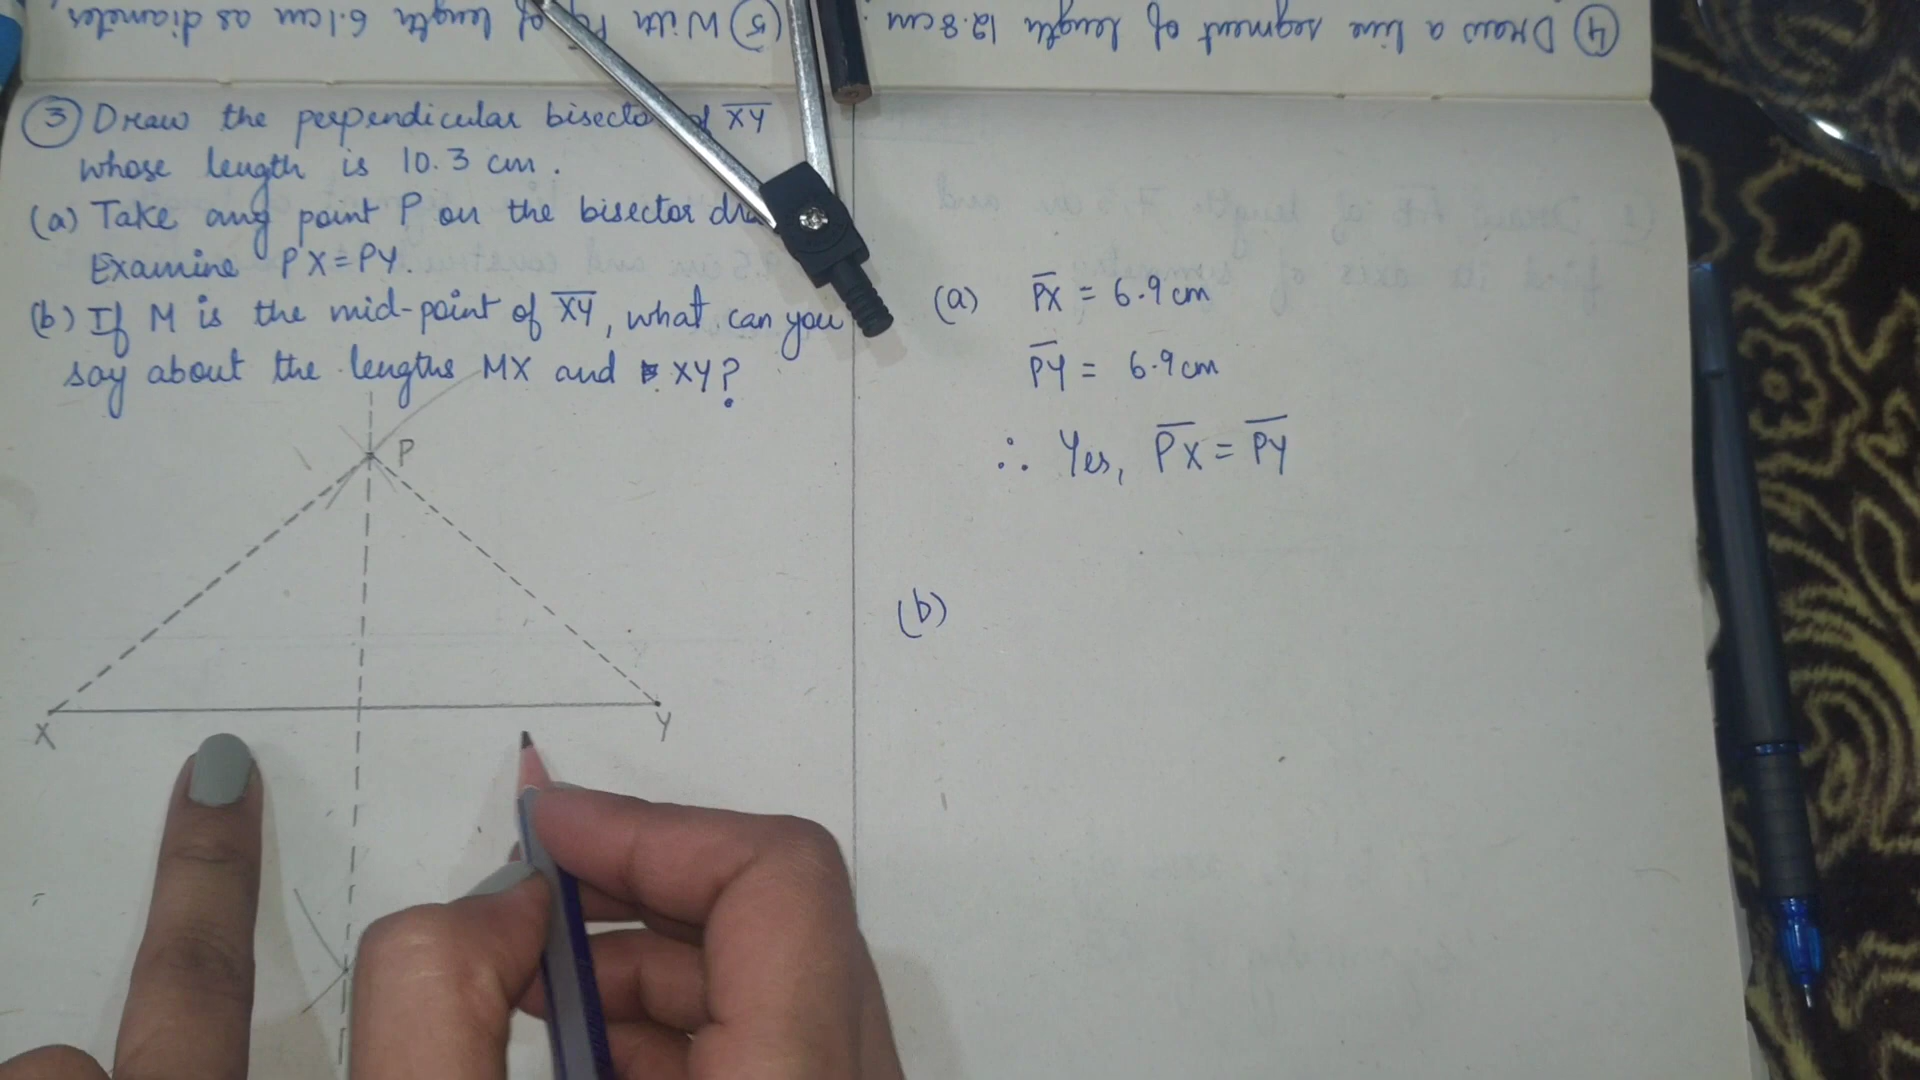 ④ Draw a line segment of length 12.8 cm
⑤ With of length 6.1 cm as diameter
③ Draw the perpendicular XY
whose length is 10.3 cm.
(a) Take any point P on the bisector
Examine PX=PY.
(b) If M is the mid-point of XY, what can you
say about the lengths MX and XY?
P
X
Y
(a) PX = 6.9 cm
PY = 6.9 cm
∴ Yes, PX = PY
(b)